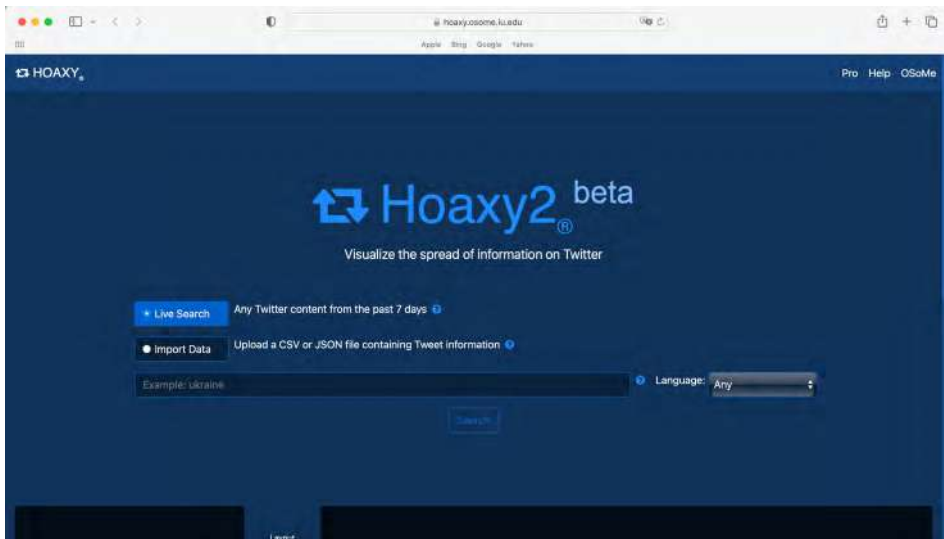 hoaxy.osome.iu.edu
Apple Bing Google Yahoo
HOAXY®
Pro Help OSoMe
Hoaxy2® beta
Visualize the spread of information on Twitter
Live Search Any Twitter content from the past 7 days ?
Import Data Upload a CSV or JSON file containing Tweet information ?
Example: ukraine ? Language: Any
Search
Layout